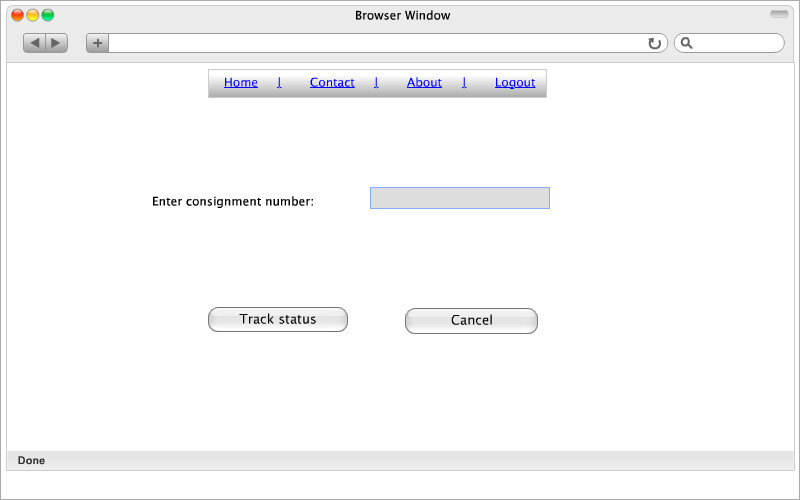 Browser Window
Home | Contact | About | Logout
Enter consignment number:
Track status Cancel
Done